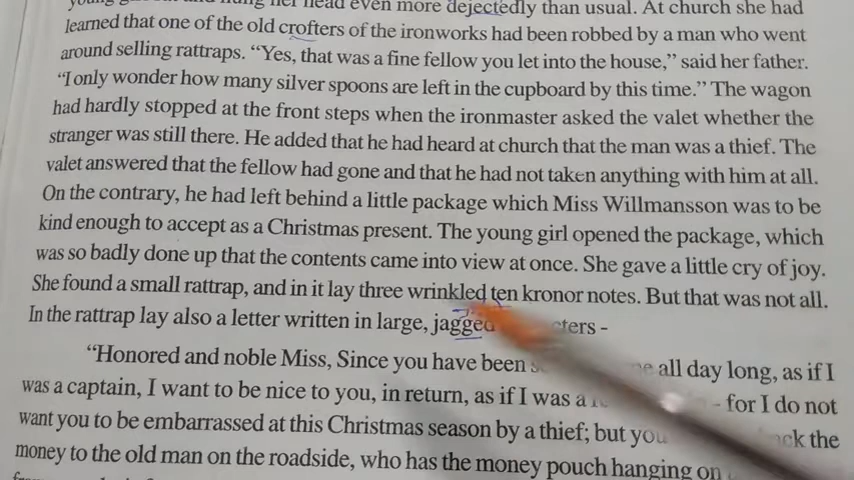 head even more dejectedly than usual. At church she had
learned that one of the old crofters of the ironworks had been robbed by a man who went
around selling rattraps. “Yes, that was a fine fellow you let into the house,” said her father.
“I only wonder how many silver spoons are left in the cupboard by this time.” The wagon
had hardly stopped at the front steps when the ironmaster asked the valet whether the
stranger was still there. He added that he had heard at church that the man was a thief. The
valet answered that the fellow had gone and that he had not taken anything with him at all.
On the contrary, he had left behind a little package which Miss Willmansson was to be
kind enough to accept as a Christmas present. The young girl opened the package, which
was so badly done up that the contents came into view at once. She gave a little cry of joy.
She found a small rattrap, and in it lay three wrinkled ten kronor notes. But that was not all.
In the rattrap lay also a letter written in large, jagged
“Honored and noble Miss, Since you have been all day long, as if I
was a captain, I want to be nice to you, in return, as if I was a - for I do not
want you to be embarrassed at this Christmas season by a thief; but the
money to the old man on the roadside, who has the money pouch hanging on